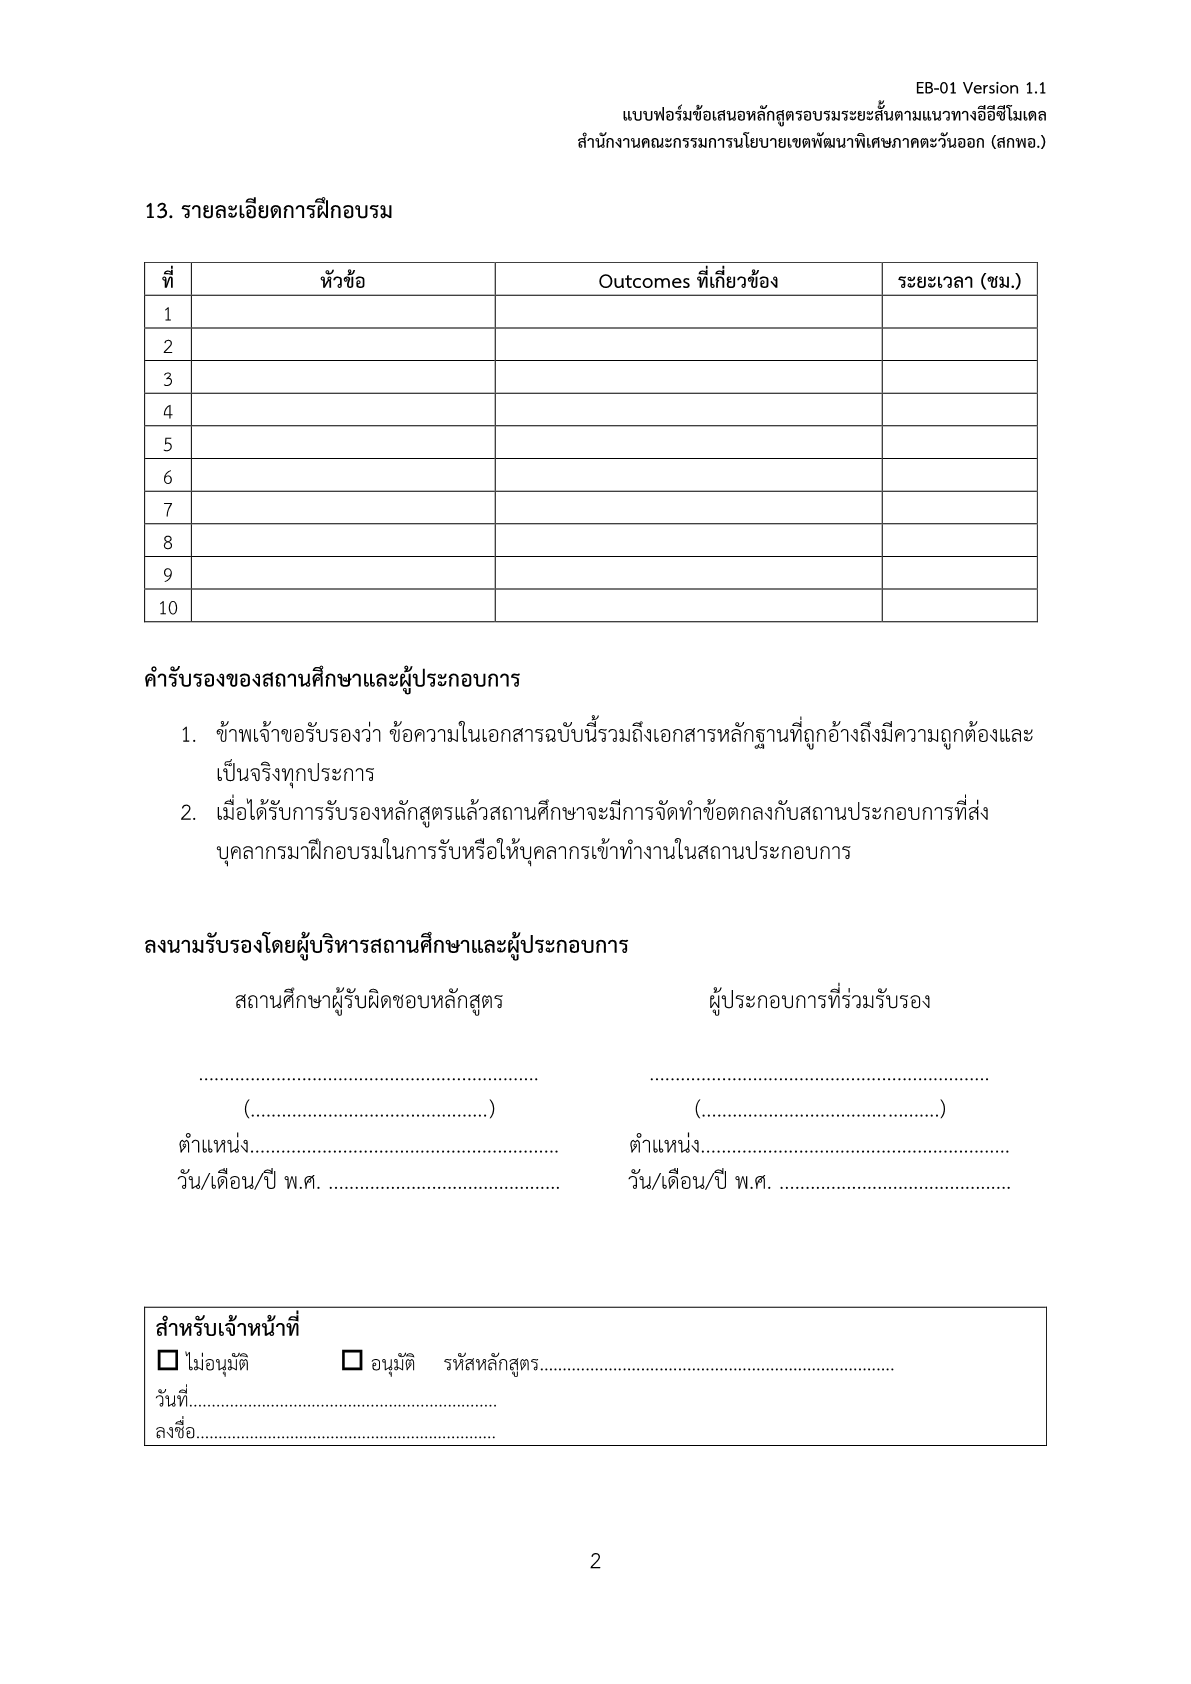 EB-01 Version 1.1
แบบฟอร์มข้อเสนอหลักสูตรอบรมระยะสั้นตามแนวทางอีอีซีโมเดล
สำนักงานคณะกรรมการนโยบายเขตพัฒนาพิเศษภาคตะวันออก (สกพอ.)
13. รายละเอียดการฝึกอบรม
ที่ หัวข้อ Outcomes ที่เกี่ยวข้อง ระยะเวลา (ชม.)
1
2
3
4
5
6
7
8
9
10
คำรับรองของสถานศึกษาและผู้ประกอบการ
1. ข้าพเจ้าขอรับรองว่า ข้อความในเอกสารฉบับนี้รวมถึงเอกสารหลักฐานที่ถูกอ้างถึงมีความถูกต้องและ
เป็นจริงทุกประการ
2. เมื่อได้รับการรับรองหลักสูตรแล้วสถานศึกษาจะมีการจัดทำข้อตกลงกับสถานประกอบการที่ส่ง
บุคลากรมาฝึกอบรมในการรับหรือให้บุคลากรเข้าทำงานในสถานประกอบการ
ลงนามรับรองโดยผู้บริหารสถานศึกษาและผู้ประกอบการ
สถานศึกษาผู้รับผิดชอบหลักสูตร ผู้ประกอบการที่ร่วมรับรอง
.................................................................. ..................................................................
(..............................................) (..............................................)
ตำแหน่ง............................................................ ตำแหน่ง............................................................
วัน/เดือน/ปี พ.ศ. ............................................. วัน/เดือน/ปี พ.ศ. .............................................
สำหรับเจ้าหน้าที่
☐ ไม่อนุมัติ ☐ อนุมัติ รหัสหลักสูตร..............................................................................
วันที่....................................................................
ลงชื่อ..................................................................
2